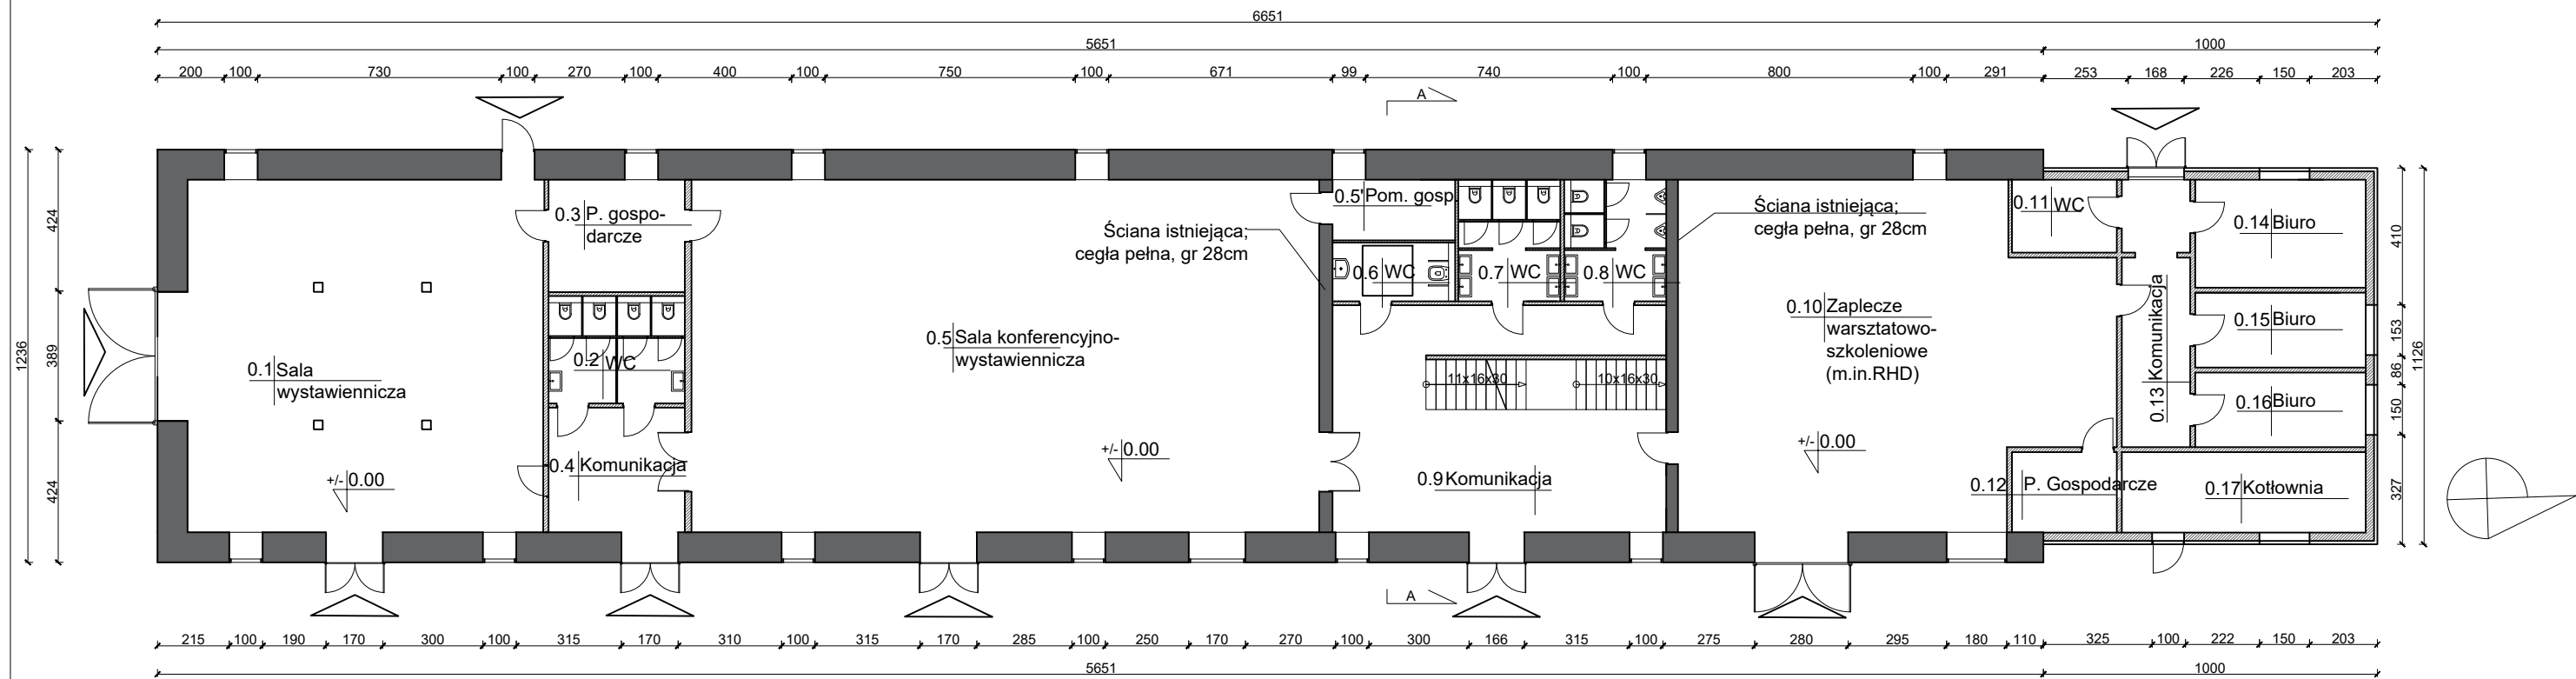 6651
5651 1000
200 100 730 100 270 100 400 100 750 100 671 99 740 100 800 100 291 253 168 226 150 203
A
0.3 P. gospo-
darcze
0.5' Pom. gosp.
Ściana istniejąca;
cegła pełna, gr 28cm
Ściana istniejąca;
cegła pełna, gr 28cm
0.11 WC
0.14 Biuro
0.6 WC
0.7 WC
0.8 WC
424
389
424
1236
410
153
86
150
327
1126
0.1 Sala
wystawiennicza
0.2 WC
0.5 Sala konferencyjno-
wystawiennicza
0.10 Zaplecze
warsztatowo-
szkoleniowe
(m.in.RHD)
0.13 Komunikacja
0.15 Biuro
0.16 Biuro
11x16x30
10x16x30
+/- 0.00
+/- 0.00
+/- 0.00
0.4 Komunikacja
0.9 Komunikacja
0.12 P. Gospodarcze
0.17 Kotłownia
A
215 100 190 170 300 100 315 170 310 100 315 170 285 100 250 170 270 100 300 166 315 100 275 280 295 180 110 325 100 222 150 203
5651 1000